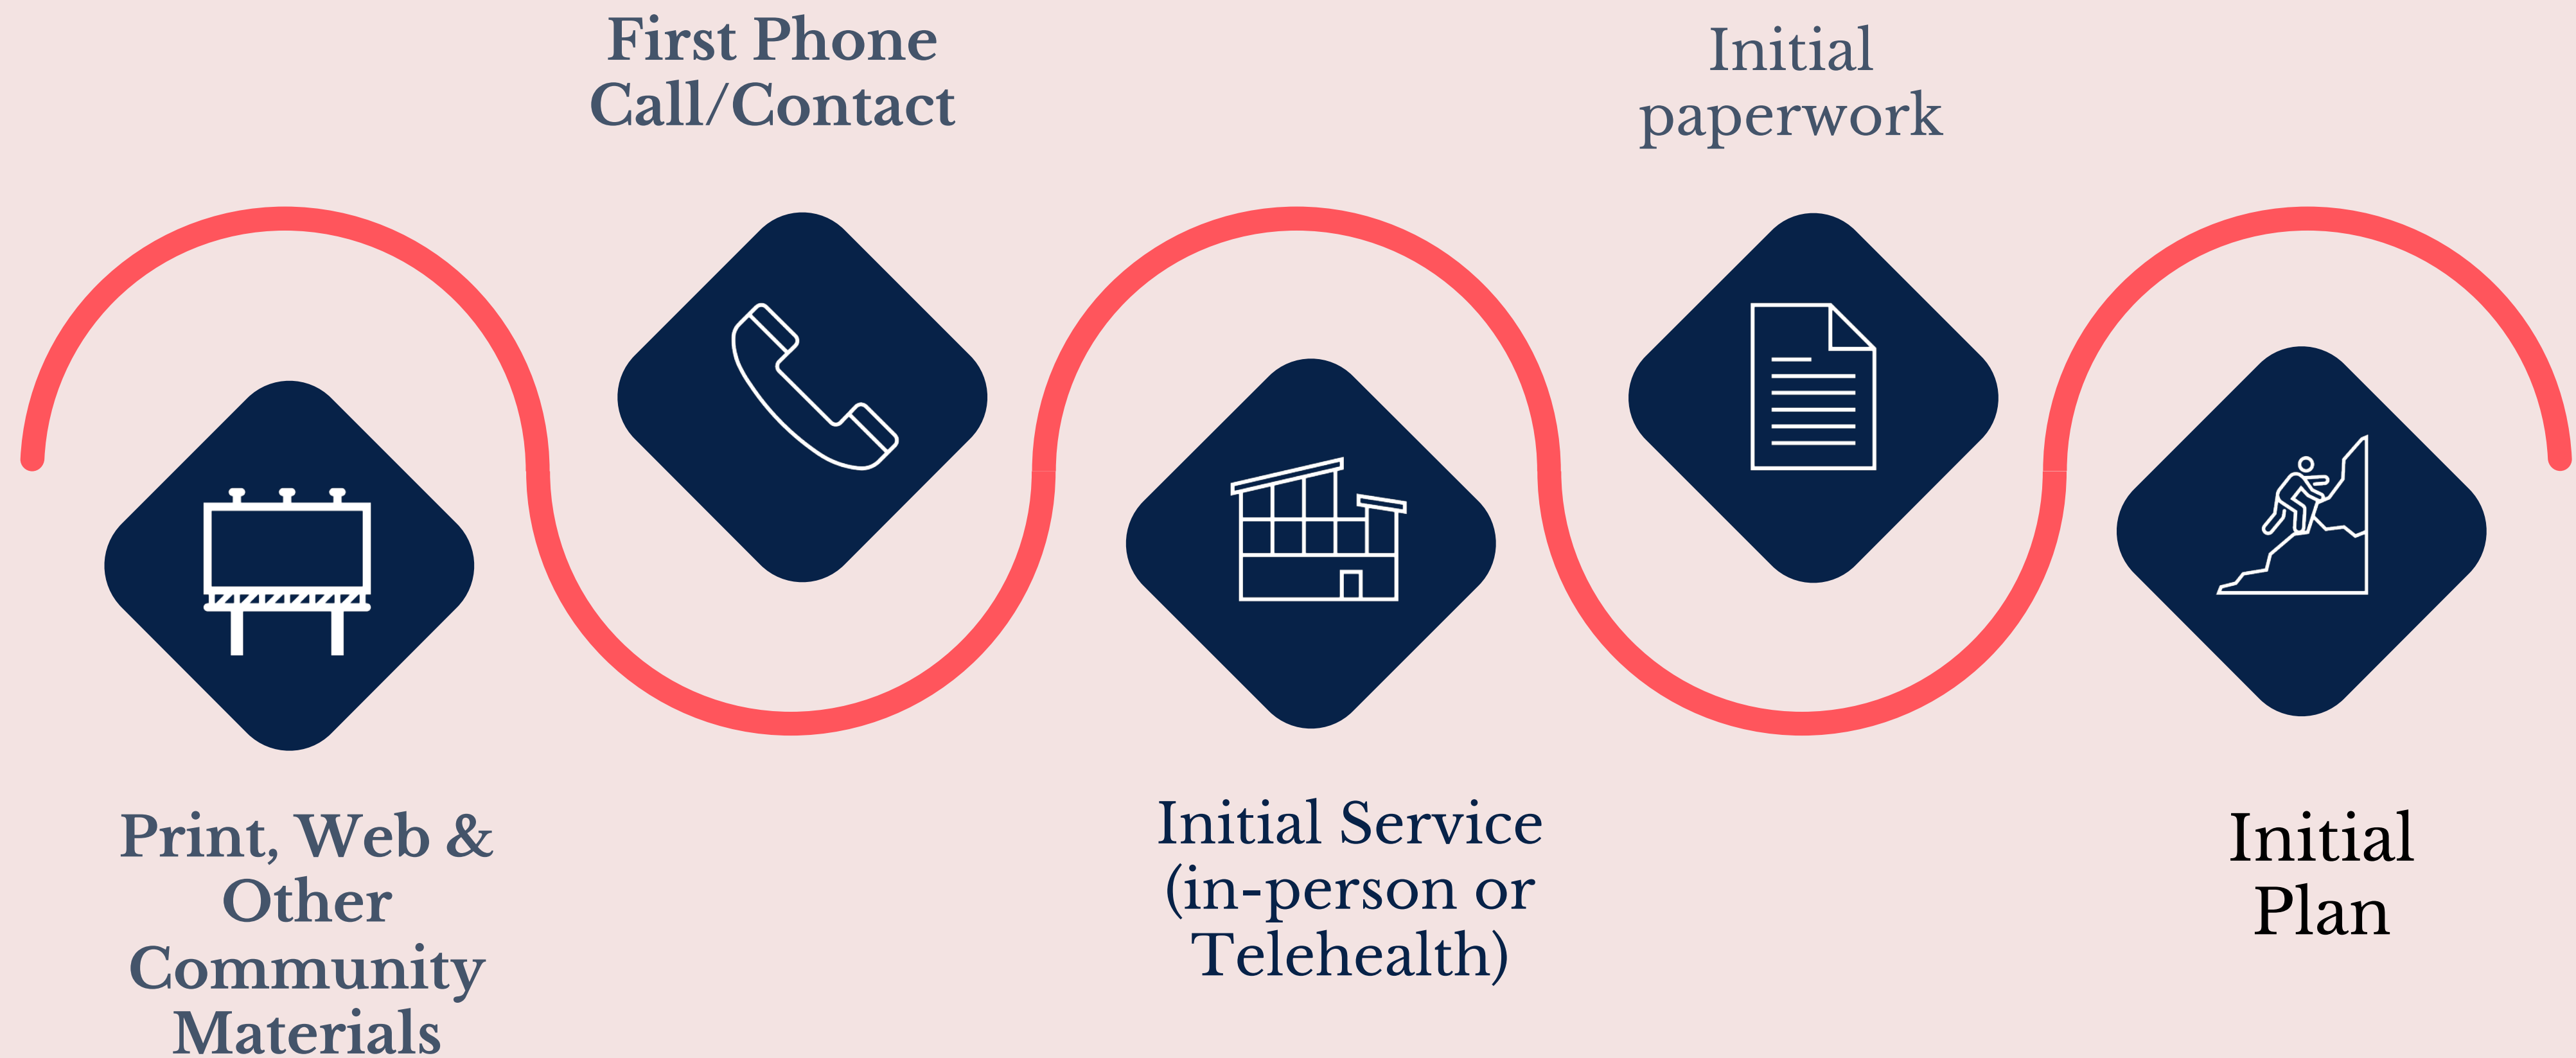 First Phone
Call/Contact
Initial
paperwork
Print, Web &
Other
Community
Materials
Initial Service
(in-person or
Telehealth)
Initial
Plan